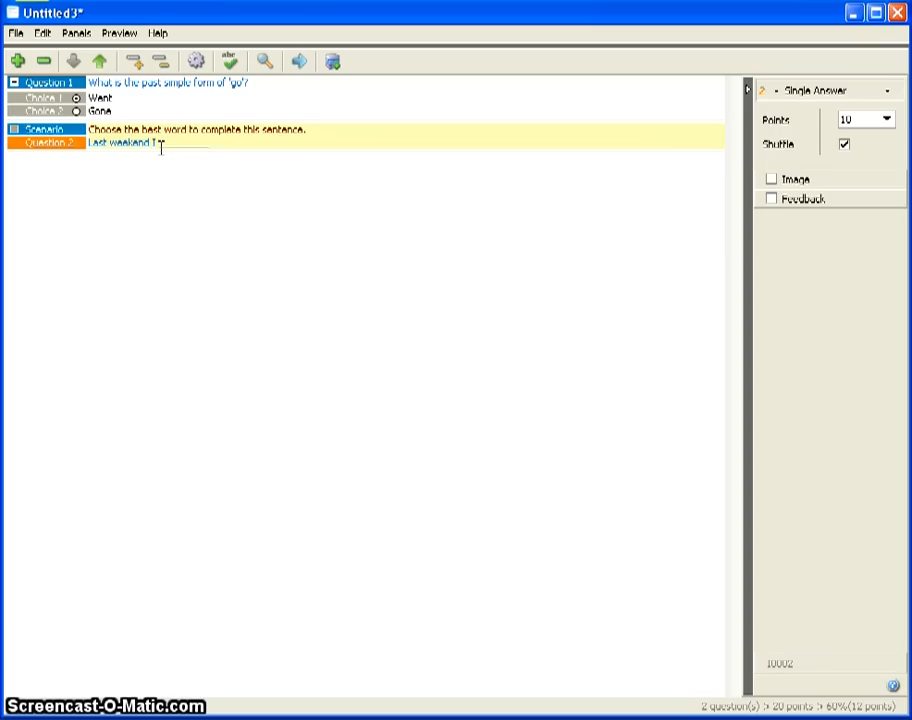 Untitled3*
File Edit Panels Preview Help
abc
Question 1 What is the past simple form of 'go'?
Choice 1 Went
Choice 2 Gone
Scenario Choose the best word to complete this sentence.
Question 2 Last weekend I
2 Single Answer
Points 10
Shuffle
Image
Feedback
10002
2 question(s) > 20 points > 60%(12 points)
Screencast-O-Matic.com